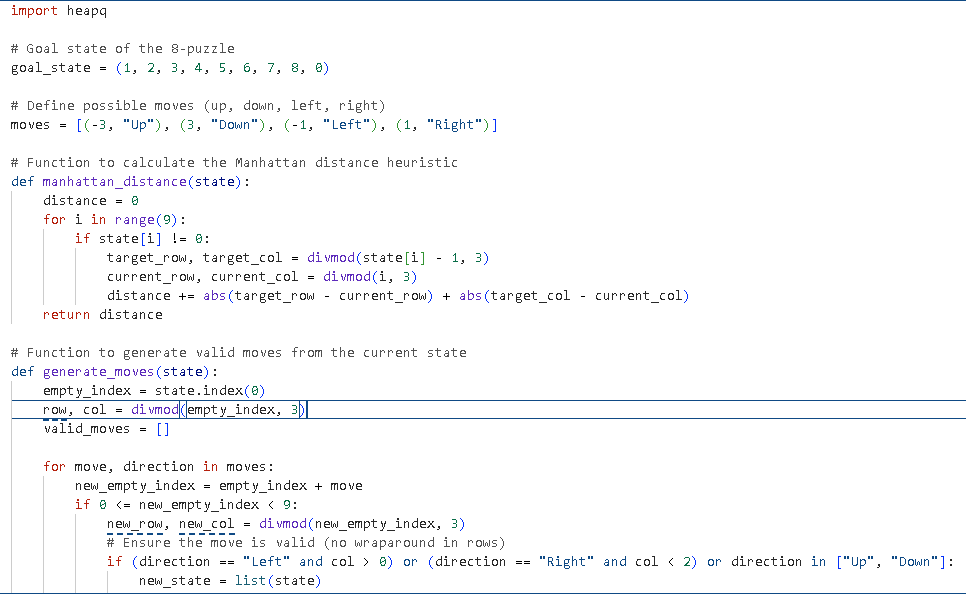 import heapq

# Goal state of the 8-puzzle
goal_state = (1, 2, 3, 4, 5, 6, 7, 8, 0)

# Define possible moves (up, down, left, right)
moves = [(-3, "Up"), (3, "Down"), (-1, "Left"), (1, "Right")]

# Function to calculate the Manhattan distance heuristic
def manhattan_distance(state):
    distance = 0
    for i in range(9):
        if state[i] != 0:
            target_row, target_col = divmod(state[i] - 1, 3)
            current_row, current_col = divmod(i, 3)
            distance += abs(target_row - current_row) + abs(target_col - current_col)
    return distance

# Function to generate valid moves from the current state
def generate_moves(state):
    empty_index = state.index(0)
    row, col = divmod(empty_index, 3)
    valid_moves = []

    for move, direction in moves:
        new_empty_index = empty_index + move
        if 0 <= new_empty_index < 9:
            new_row, new_col = divmod(new_empty_index, 3)
            # Ensure the move is valid (no wraparound in rows)
            if (direction == "Left" and col > 0) or (direction == "Right" and col < 2) or direction in ["Up", "Down"]:
                new_state = list(state)